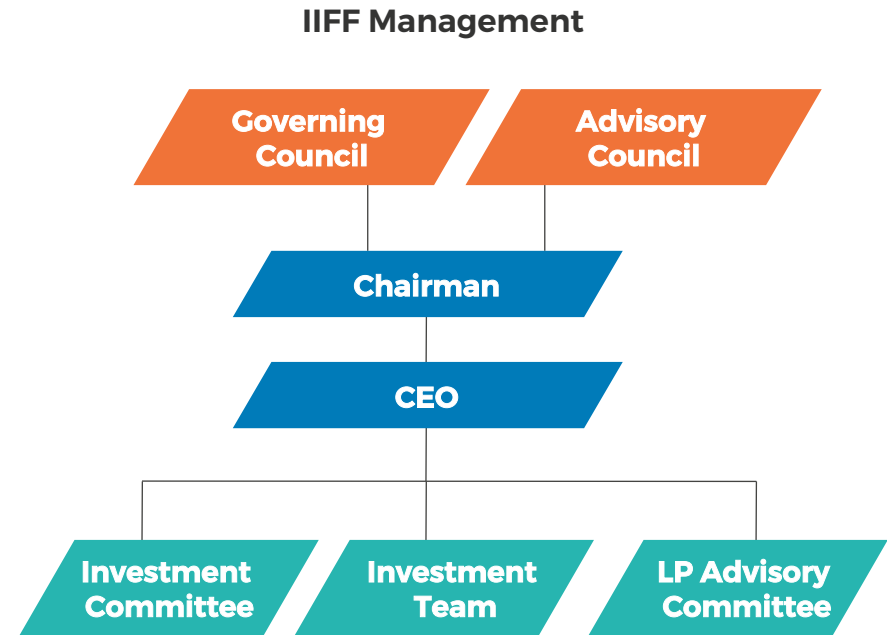 IIFF Management
Governing
Council
Advisory
Council
Chairman
CEO
Investment
Committee
Investment
Team
LP Advisory
Committee